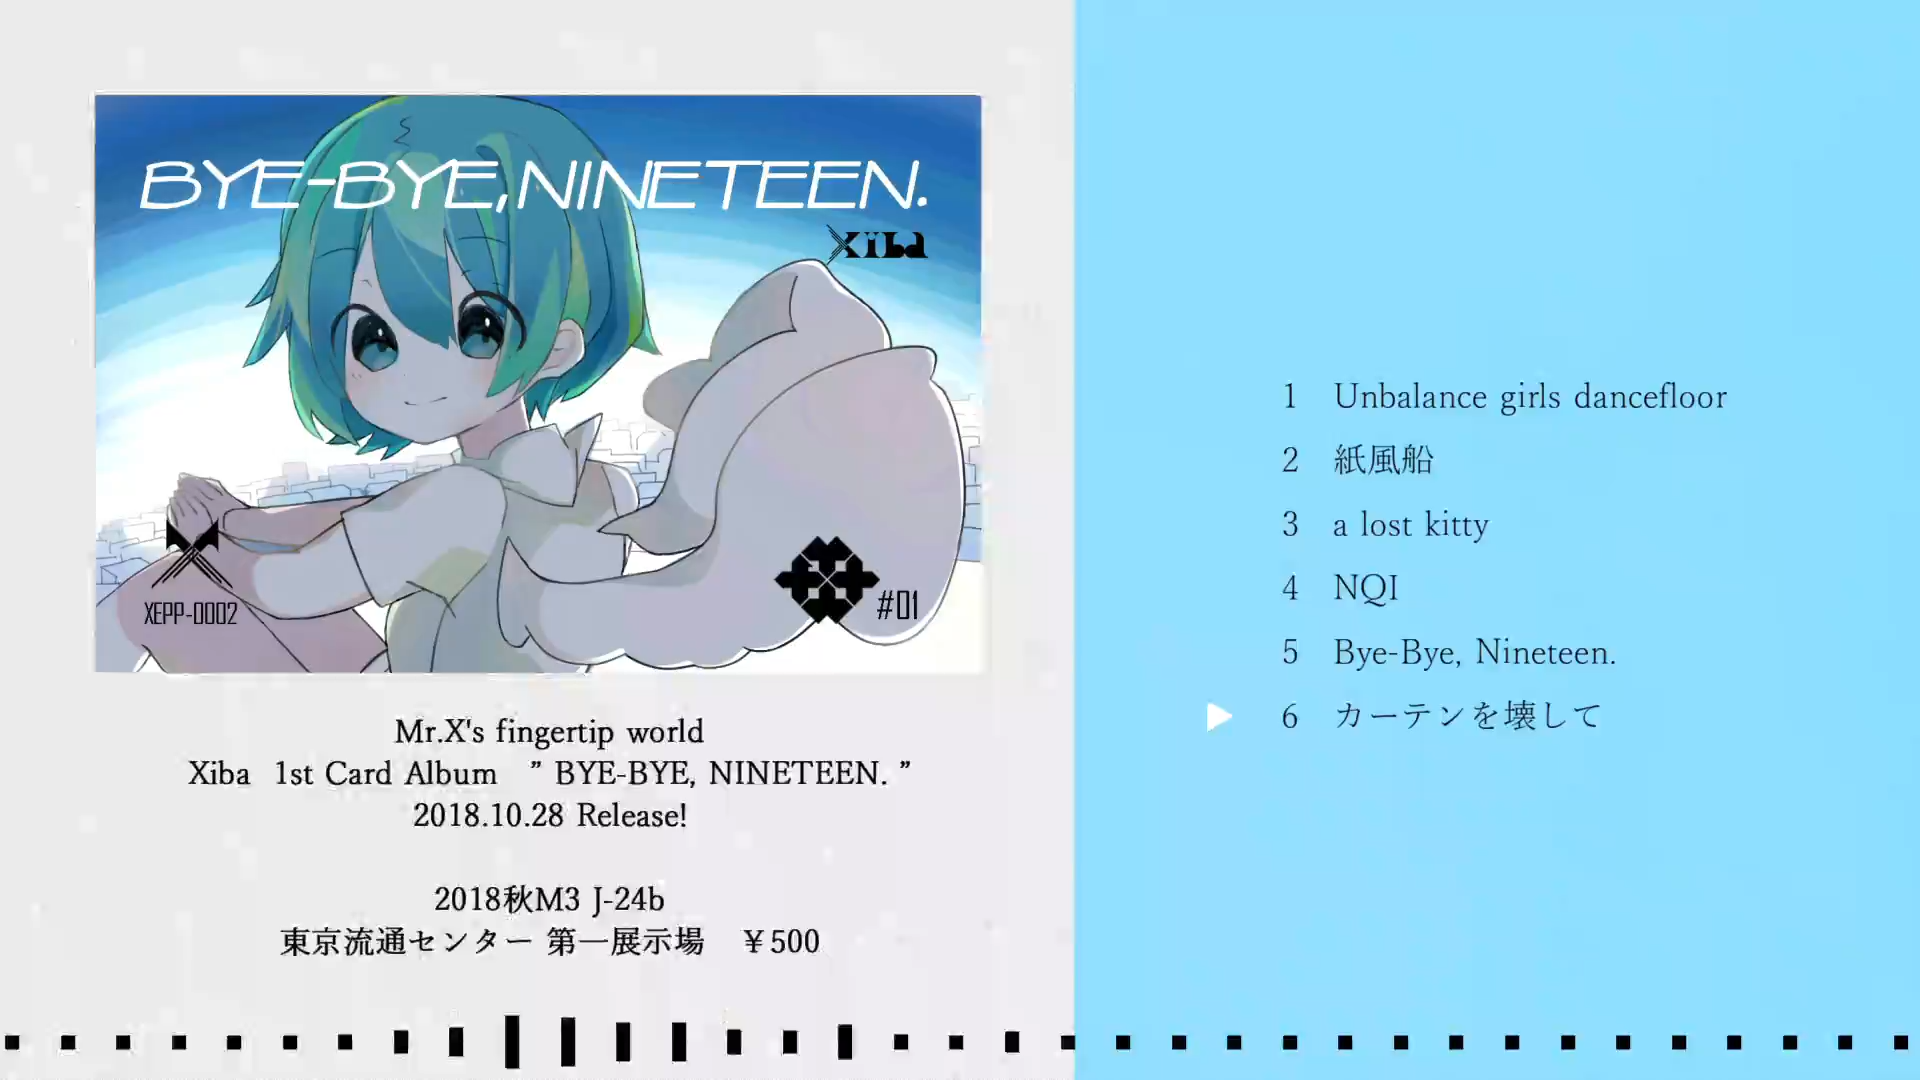 BYE-BYE, NINETEEN.
Xiba
XEPP-0002
#01
Mr.X's fingertip world
Xiba 1st Card Album ” BYE-BYE, NINETEEN. ”
2018.10.28 Release!
2018秋M3 J-24b
東京流通センター 第一展示場 ￥500
1 Unbalance girls dancefloor
2 紙風船
3 a lost kitty
4 NQI
5 Bye-Bye, Nineteen.
6 カーテンを壊して